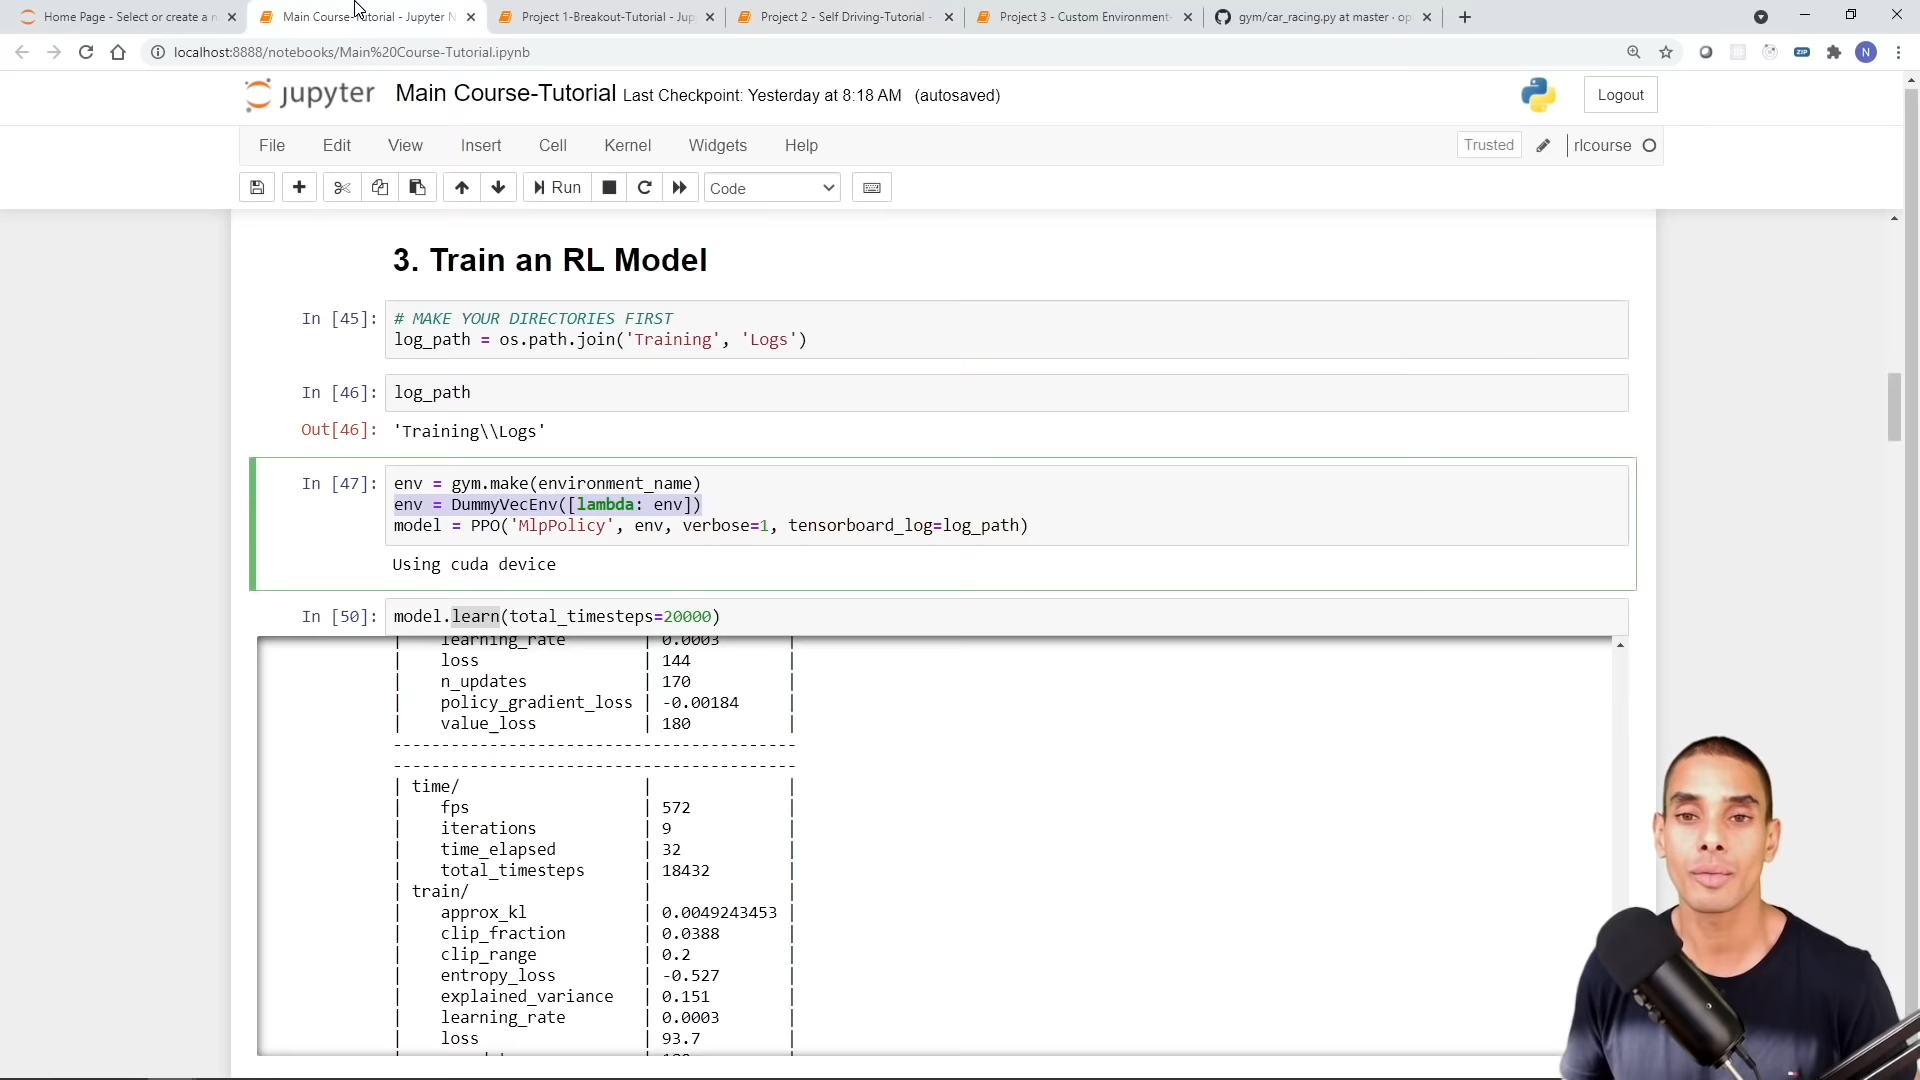 Home Page - Select or create a n
Main Course-Tutorial - Jupyter N
Project 1-Breakout-Tutorial - Jup
Project 2 - Self Driving-Tutorial -
Project 3 - Custom Environment-
gym/car_racing.py at master · op
localhost:8888/notebooks/Main%20Course-Tutorial.ipynb
ZIP
N
jupyter Main Course-Tutorial Last Checkpoint: Yesterday at 8:18 AM (autosaved)
Logout
File Edit View Insert Cell Kernel Widgets Help
Trusted
rlcourse
Run
Code
3. Train an RL Model
In [45]: # MAKE YOUR DIRECTORIES FIRST
log_path = os.path.join('Training', 'Logs')
In [46]: log_path
Out[46]: 'Training\\Logs'
In [47]: env = gym.make(environment_name)
env = DummyVecEnv([lambda: env])
model = PPO('MlpPolicy', env, verbose=1, tensorboard_log=log_path)
Using cuda device
In [50]: model.learn(total_timesteps=20000)
| learning_rate | 0.0003 |
| loss | 144 |
| n_updates | 170 |
| policy_gradient_loss | -0.00184 |
| value_loss | 180 |
------------------------------------------
------------------------------------------
| time/ | |
| fps | 572 |
| iterations | 9 |
| time_elapsed | 32 |
| total_timesteps | 18432 |
| train/ | |
| approx_kl | 0.0049243453 |
| clip_fraction | 0.0388 |
| clip_range | 0.2 |
| entropy_loss | -0.527 |
| explained_variance | 0.151 |
| learning_rate | 0.0003 |
| loss | 93.7 |